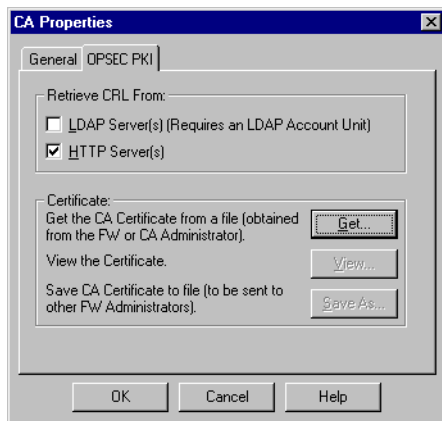 CA Properties
General OPSEC PKI
Retrieve CRL From:
LDAP Server(s) (Requires an LDAP Account Unit)
HTTP Server(s)
Certificate:
Get the CA Certificate from a file (obtained
from the FW or CA Administrator).
Get...
View the Certificate.
View...
Save CA Certificate to file (to be sent to
other FW Administrators).
Save As...
OK Cancel Help